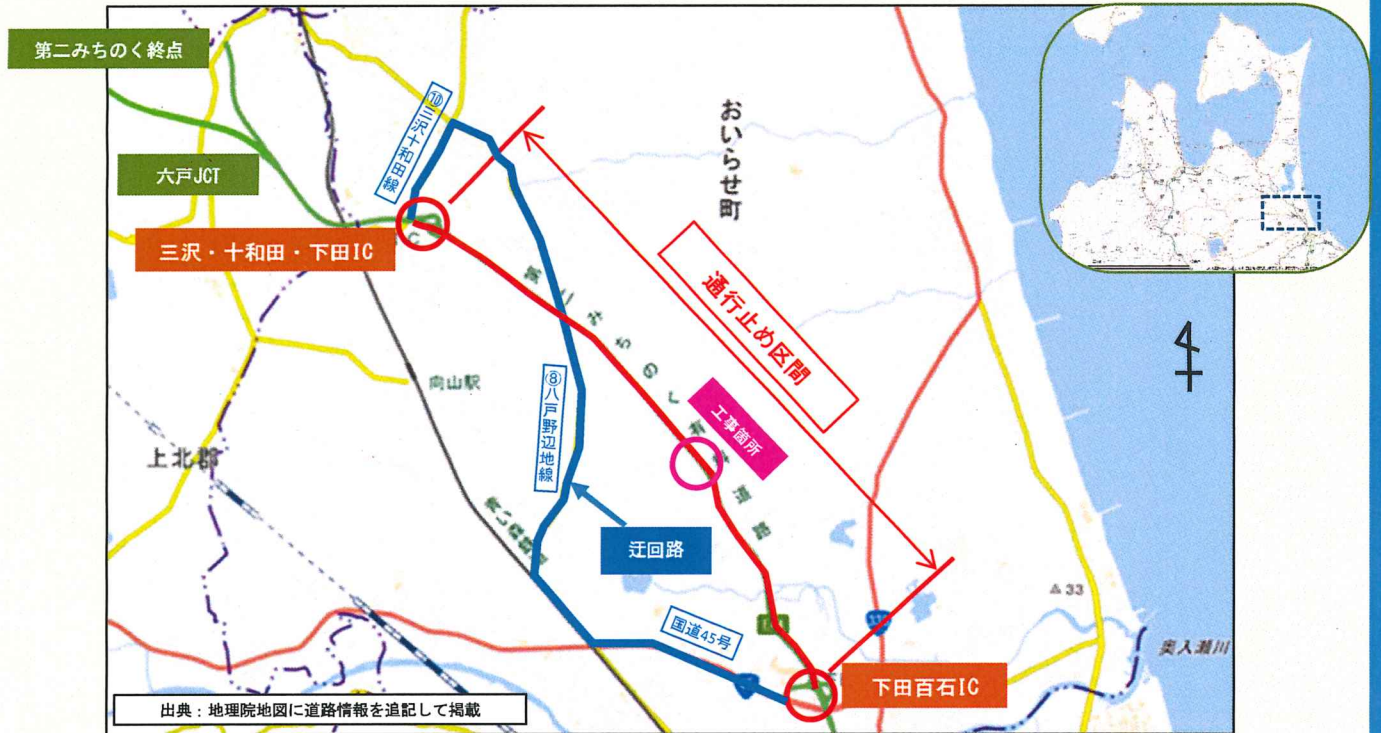 第二みちのく終点
六戸JCT
三沢・十和田・下田IC
⑩三沢十和田線
おいらせ町
通行止め区間
第二みちのく有料道路
工事箇所
向山駅
⑧八戸野辺地線
上北郡
迂回路
国道45号
33
奥入瀬川
下田百石IC
出典：地理院地図に道路情報を追記して掲載